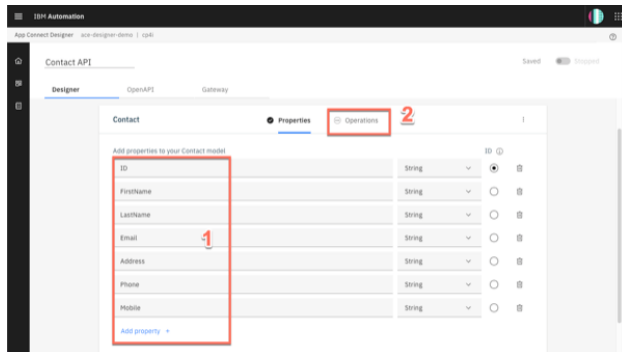 IBM Automation
App Connect Designer ace-designer-demo | cp4i
Contact API Saved Stopped
Designer OpenAPI Gateway
Contact Properties Operations 2
Add properties to your Contact model ID
ID String
FirstName String
LastName String
Email 1 String
Address String
Phone String
Mobile String
Add property +